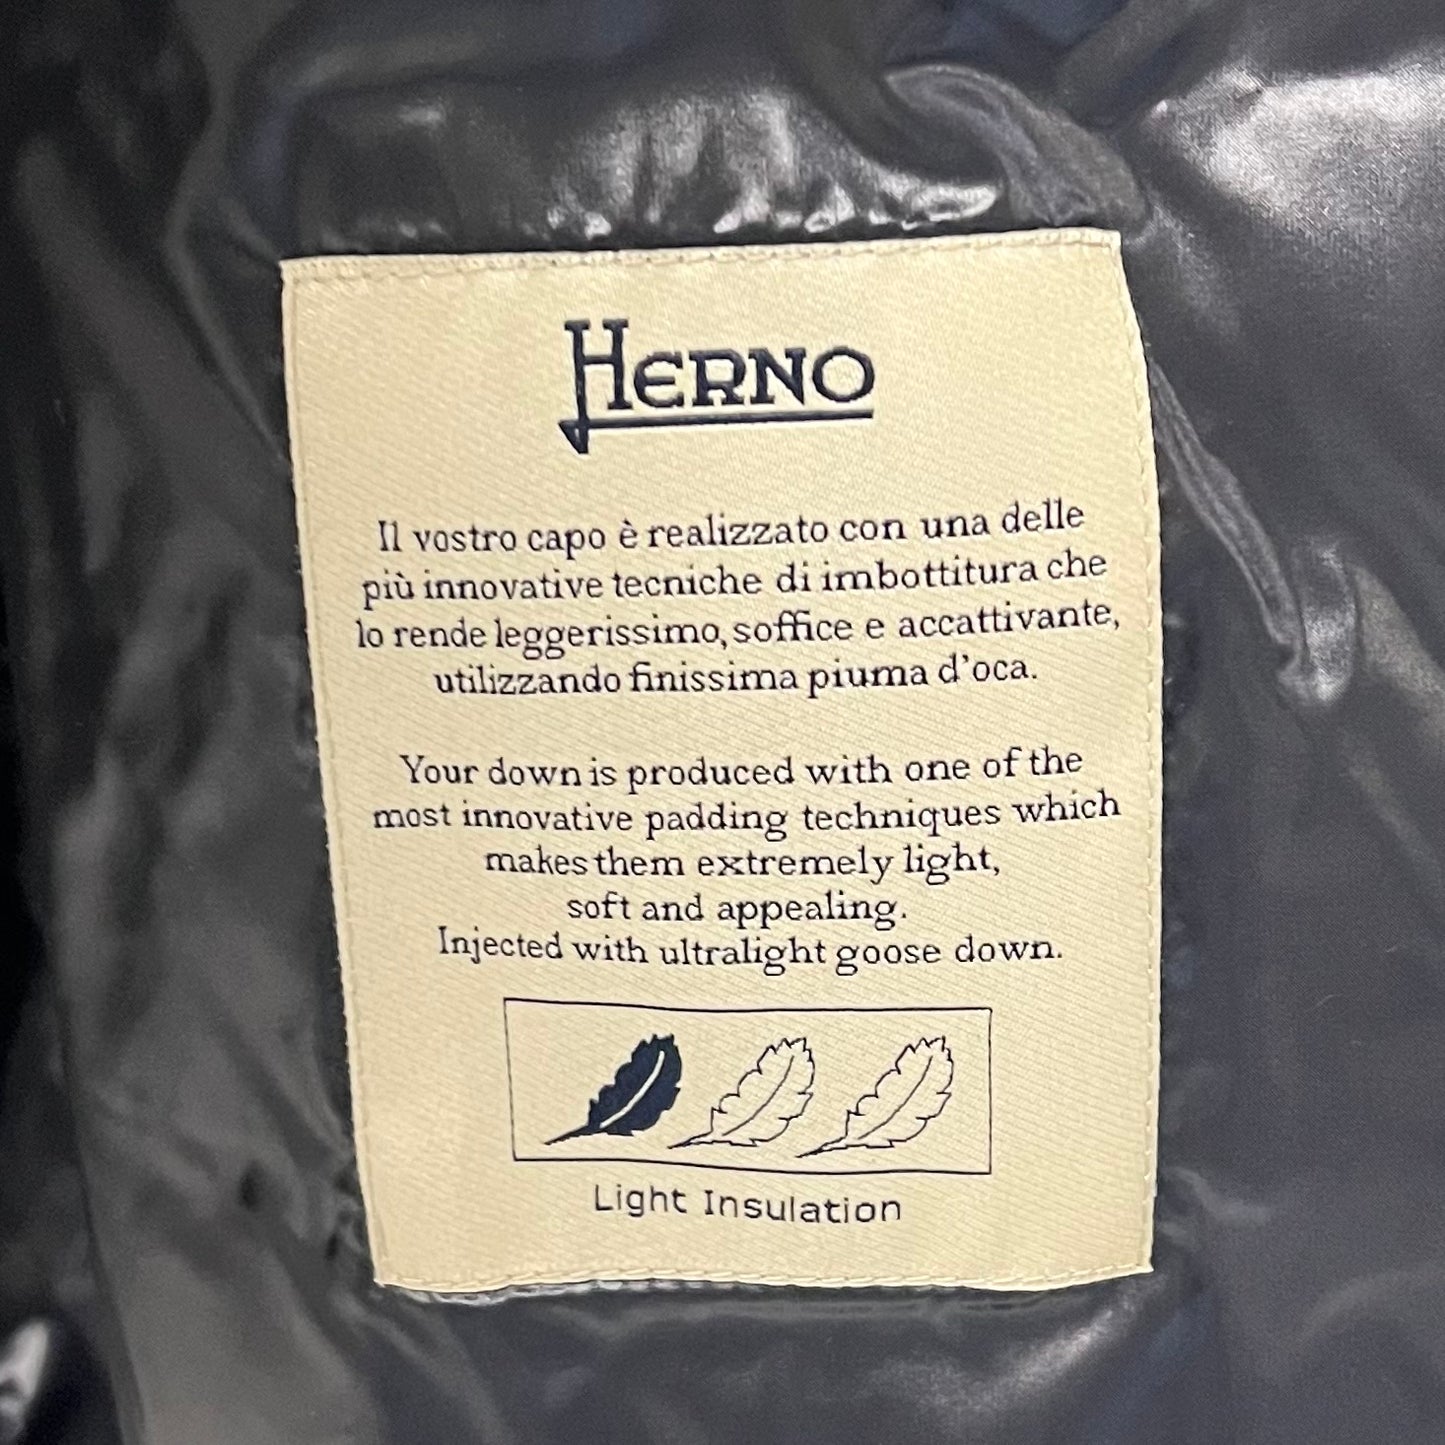 HERNO
Il vostro capo è realizzato con una delle
più innovative tecniche di imbottitura che
lo rende leggerissimo, soffice e accattivante,
utilizzando finissima piuma d'oca.
Your down is produced with one of the
most innovative padding techniques which
makes them extremely light,
soft and appealing.
Injected with ultralight goose down.
Light Insulation